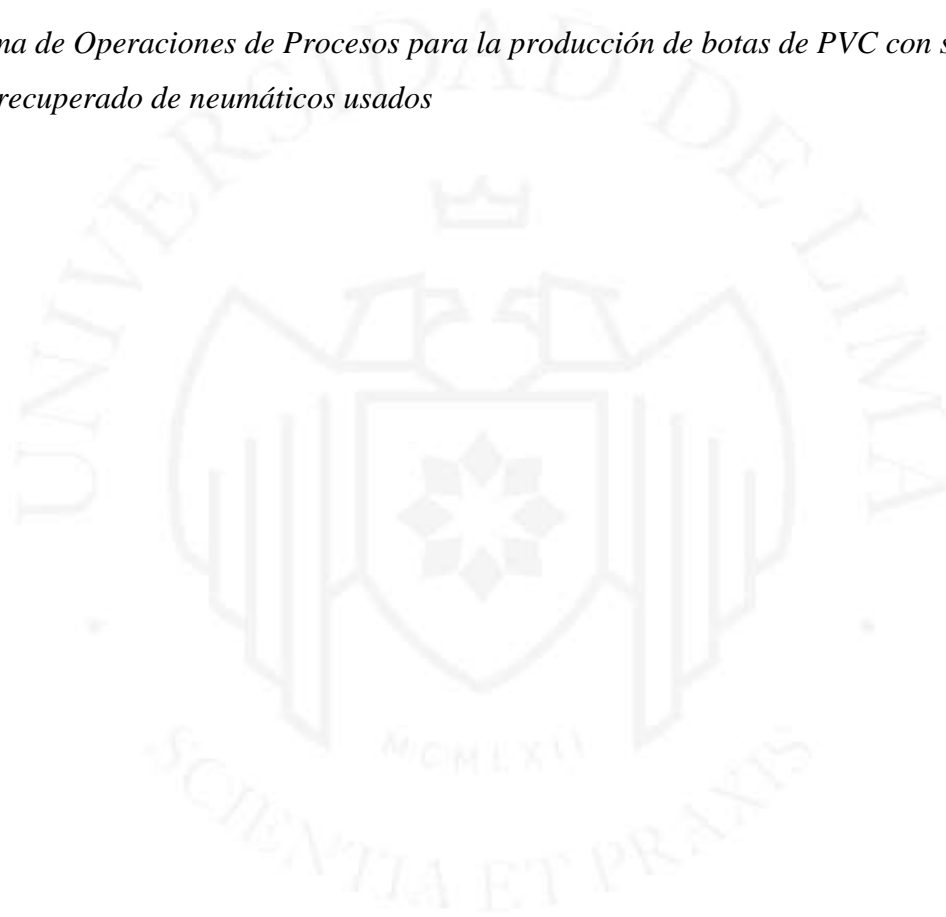 na de Operaciones de Procesos para la producción de botas de PVC con s
recuperado de neumáticos usados
UNIVERSIDAD DE LIMA
MCMLXII
SCIENTIA ET PRAXIS